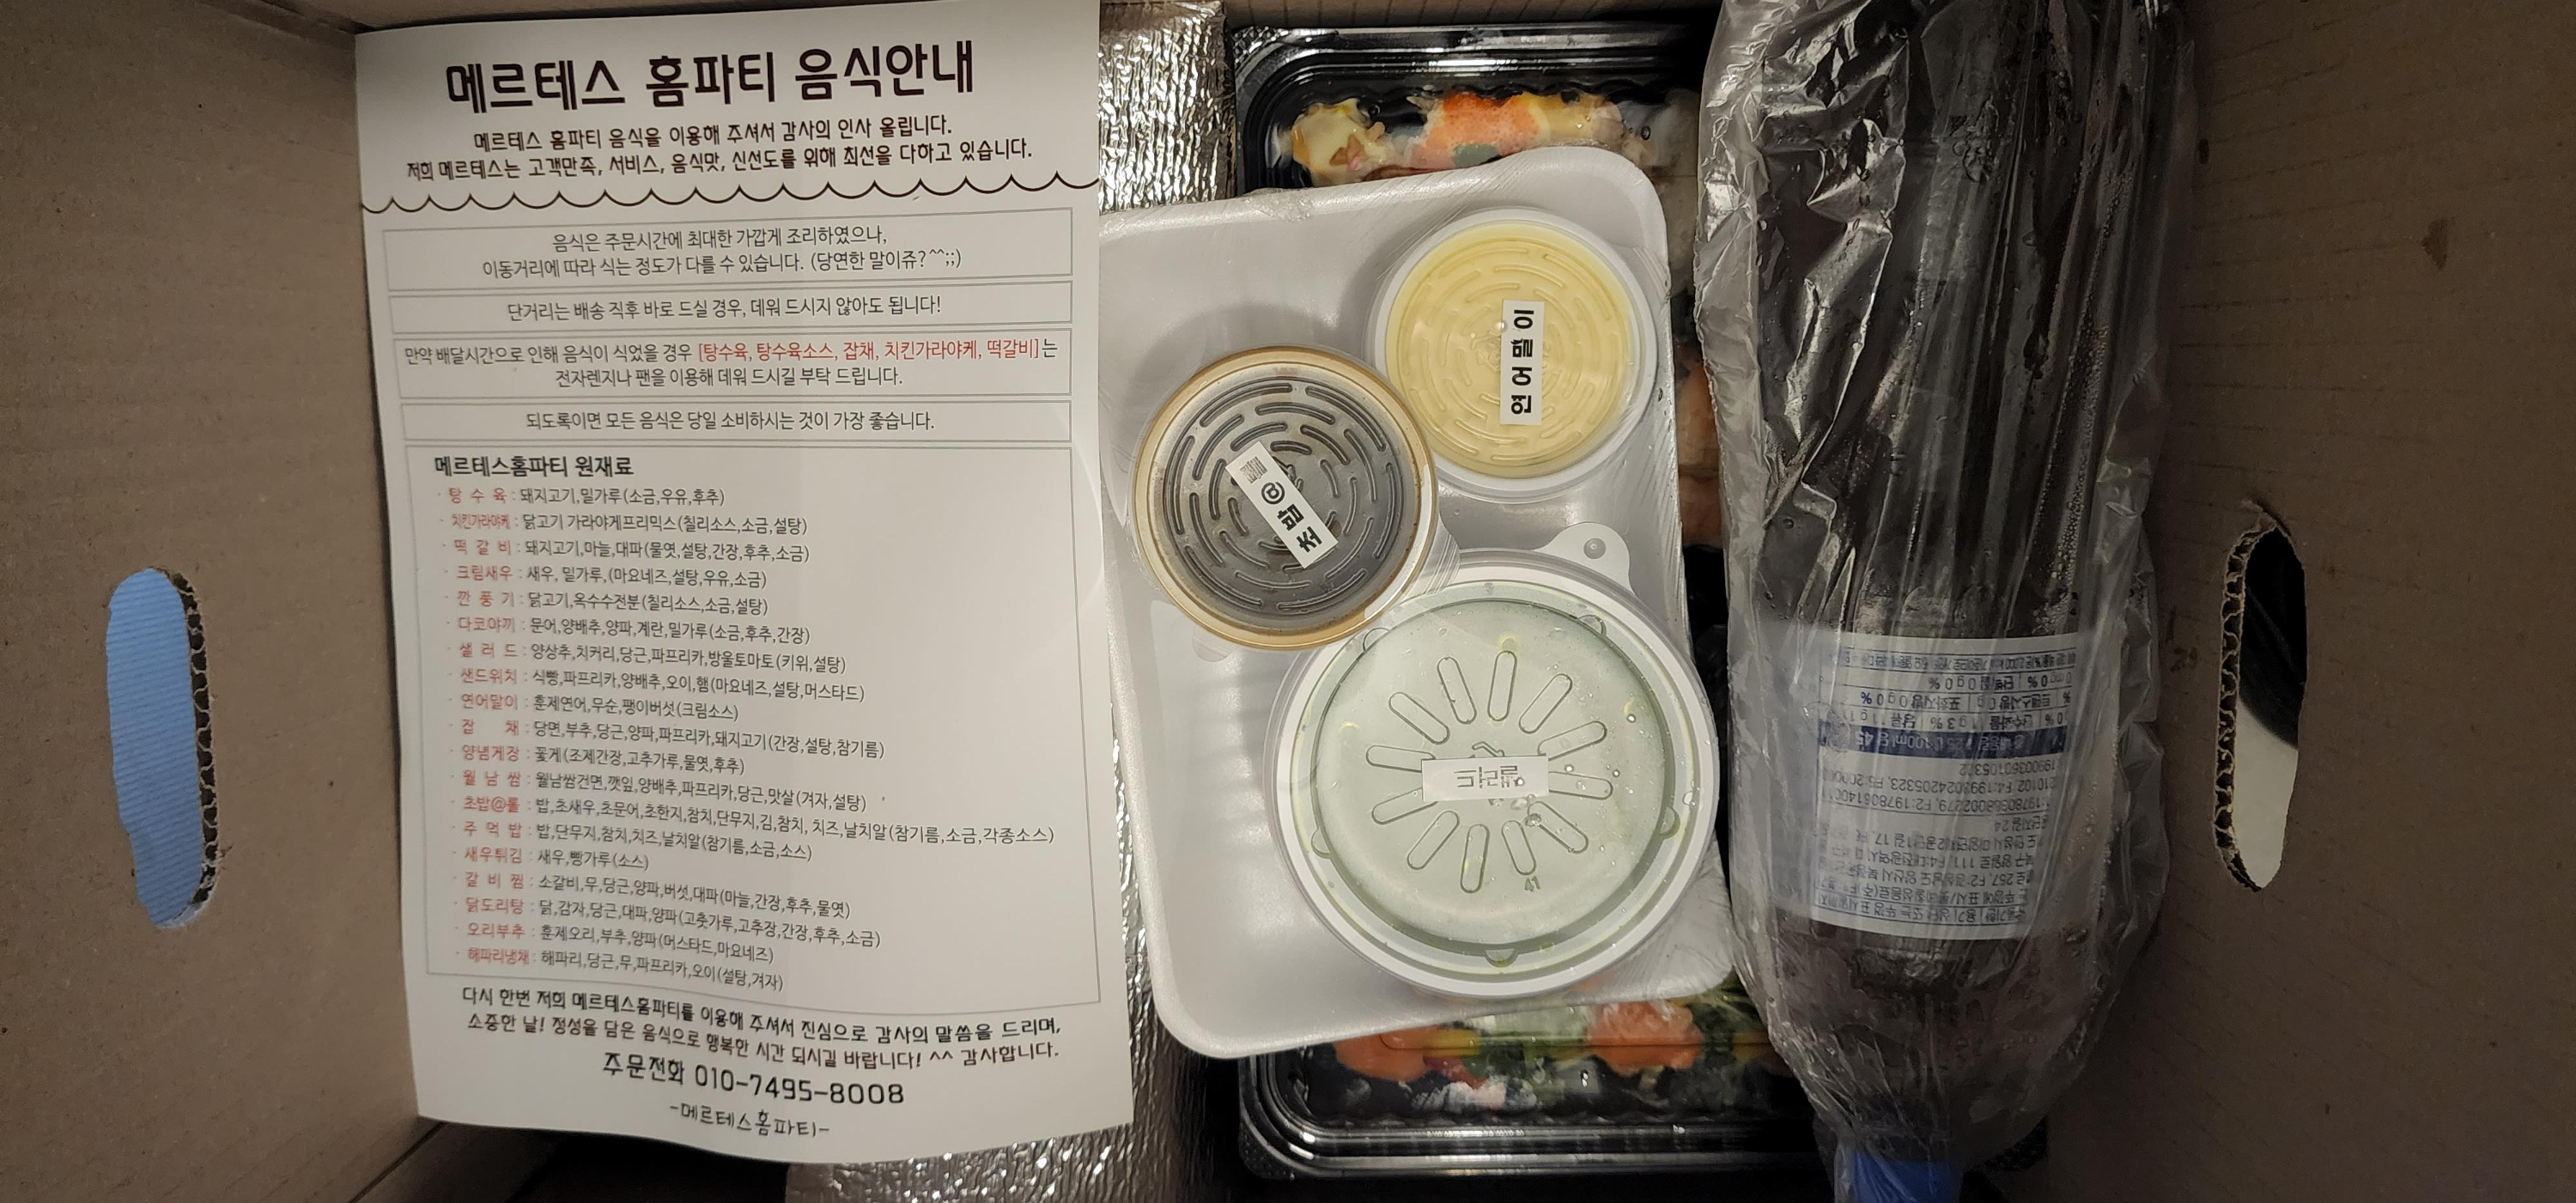 메르테스 홈파티 음식안내
메르테스 홈파티 음식을 이용해 주셔서 감사의 인사 올립니다.
저희 메르테스는 고객만족, 서비스, 음식맛, 신선도를 위해 최선을 다하고 있습니다.
음식은 주문시간에 최대한 가깝게 조리하였으나,
이동거리에 따라 식는 정도가 다를 수 있습니다. (당연한 말이쥬?^^;;)
단거리는 배송 직후 바로 드실 경우, 데워 드시지 않아도 됩니다!
만약 배달시간으로 인해 음식이 식었을 경우 [탕수육, 탕수육소스, 잡채, 치킨가라야케, 떡갈비]는
전자렌지나 팬을 이용해 데워 드시길 부탁 드립니다.
되도록이면 모든 음식은 당일 소비하시는 것이 가장 좋습니다.
메르테스홈파티 원재료
· 탕 수 육 : 돼지고기,밀가루(소금,우유,후추)
· 치킨가라야케 : 닭고기 가라야게프리믹스(칠리소스,소금,설탕)
· 떡 갈 비 : 돼지고기,마늘,대파(물엿,설탕,간장,후추,소금)
· 크림새우 : 새우, 밀가루,(마요네즈,설탕,우유,소금)
· 깐 풍 기 : 닭고기,옥수수전분(칠리소스,소금,설탕)
· 다코야끼 : 문어,양배추,양파,계란,밀가루(소금,후추,간장)
· 샐 러 드 : 양상추,치커리,당근,파프리카,방울토마토(키위,설탕)
· 샌드위치 : 식빵,파프리카,양배추,오이,햄(마요네즈,설탕,머스타드)
· 연어말이 : 훈제연어,무순,팽이버섯(크림소스)
· 잡 채 : 당면,부추,당근,양파,파프리카,돼지고기(간장,설탕,참기름)
· 양념게장 : 꽃게(조제간장,고추가루,물엿,후추)
· 월 남 쌈 : 월남쌈건면,깻잎,양배추,파프리카,당근,맛살(겨자,설탕)
· 초밥@롤 : 밥,초새우,초문어,초한지,참치,단무지,김,참치, 치즈,날치알(참기름,소금,각종소스)
· 주 먹 밥 : 밥,단무지,참치,치즈,날치알(참기름,소금,소스)
· 새우튀김 : 새우,빵가루(소스)
· 갈 비 찜 : 소갈비,무,당근,양파,버섯,대파(마늘,간장,후추,물엿)
· 닭도리탕 : 닭,감자,당근,대파,양파(고춧가루,고추장,간장,후추,소금)
· 오리부추 : 훈제오리,부추,양파(머스타드,마요네즈)
· 해파리냉채 : 해파리,당근,무,파프리카,오이(설탕,겨자)
다시 한번 저희 메르테스홈파티를 이용해 주셔서 진심으로 감사의 말씀을 드리며,
소중한 날! 정성을 담은 음식으로 행복한 시간 되시길 바랍니다! ^^ 감사합니다.
주문전화 010-7495-8008
-메르테스홈파티-
연어말이
초밥@
샐러드
41